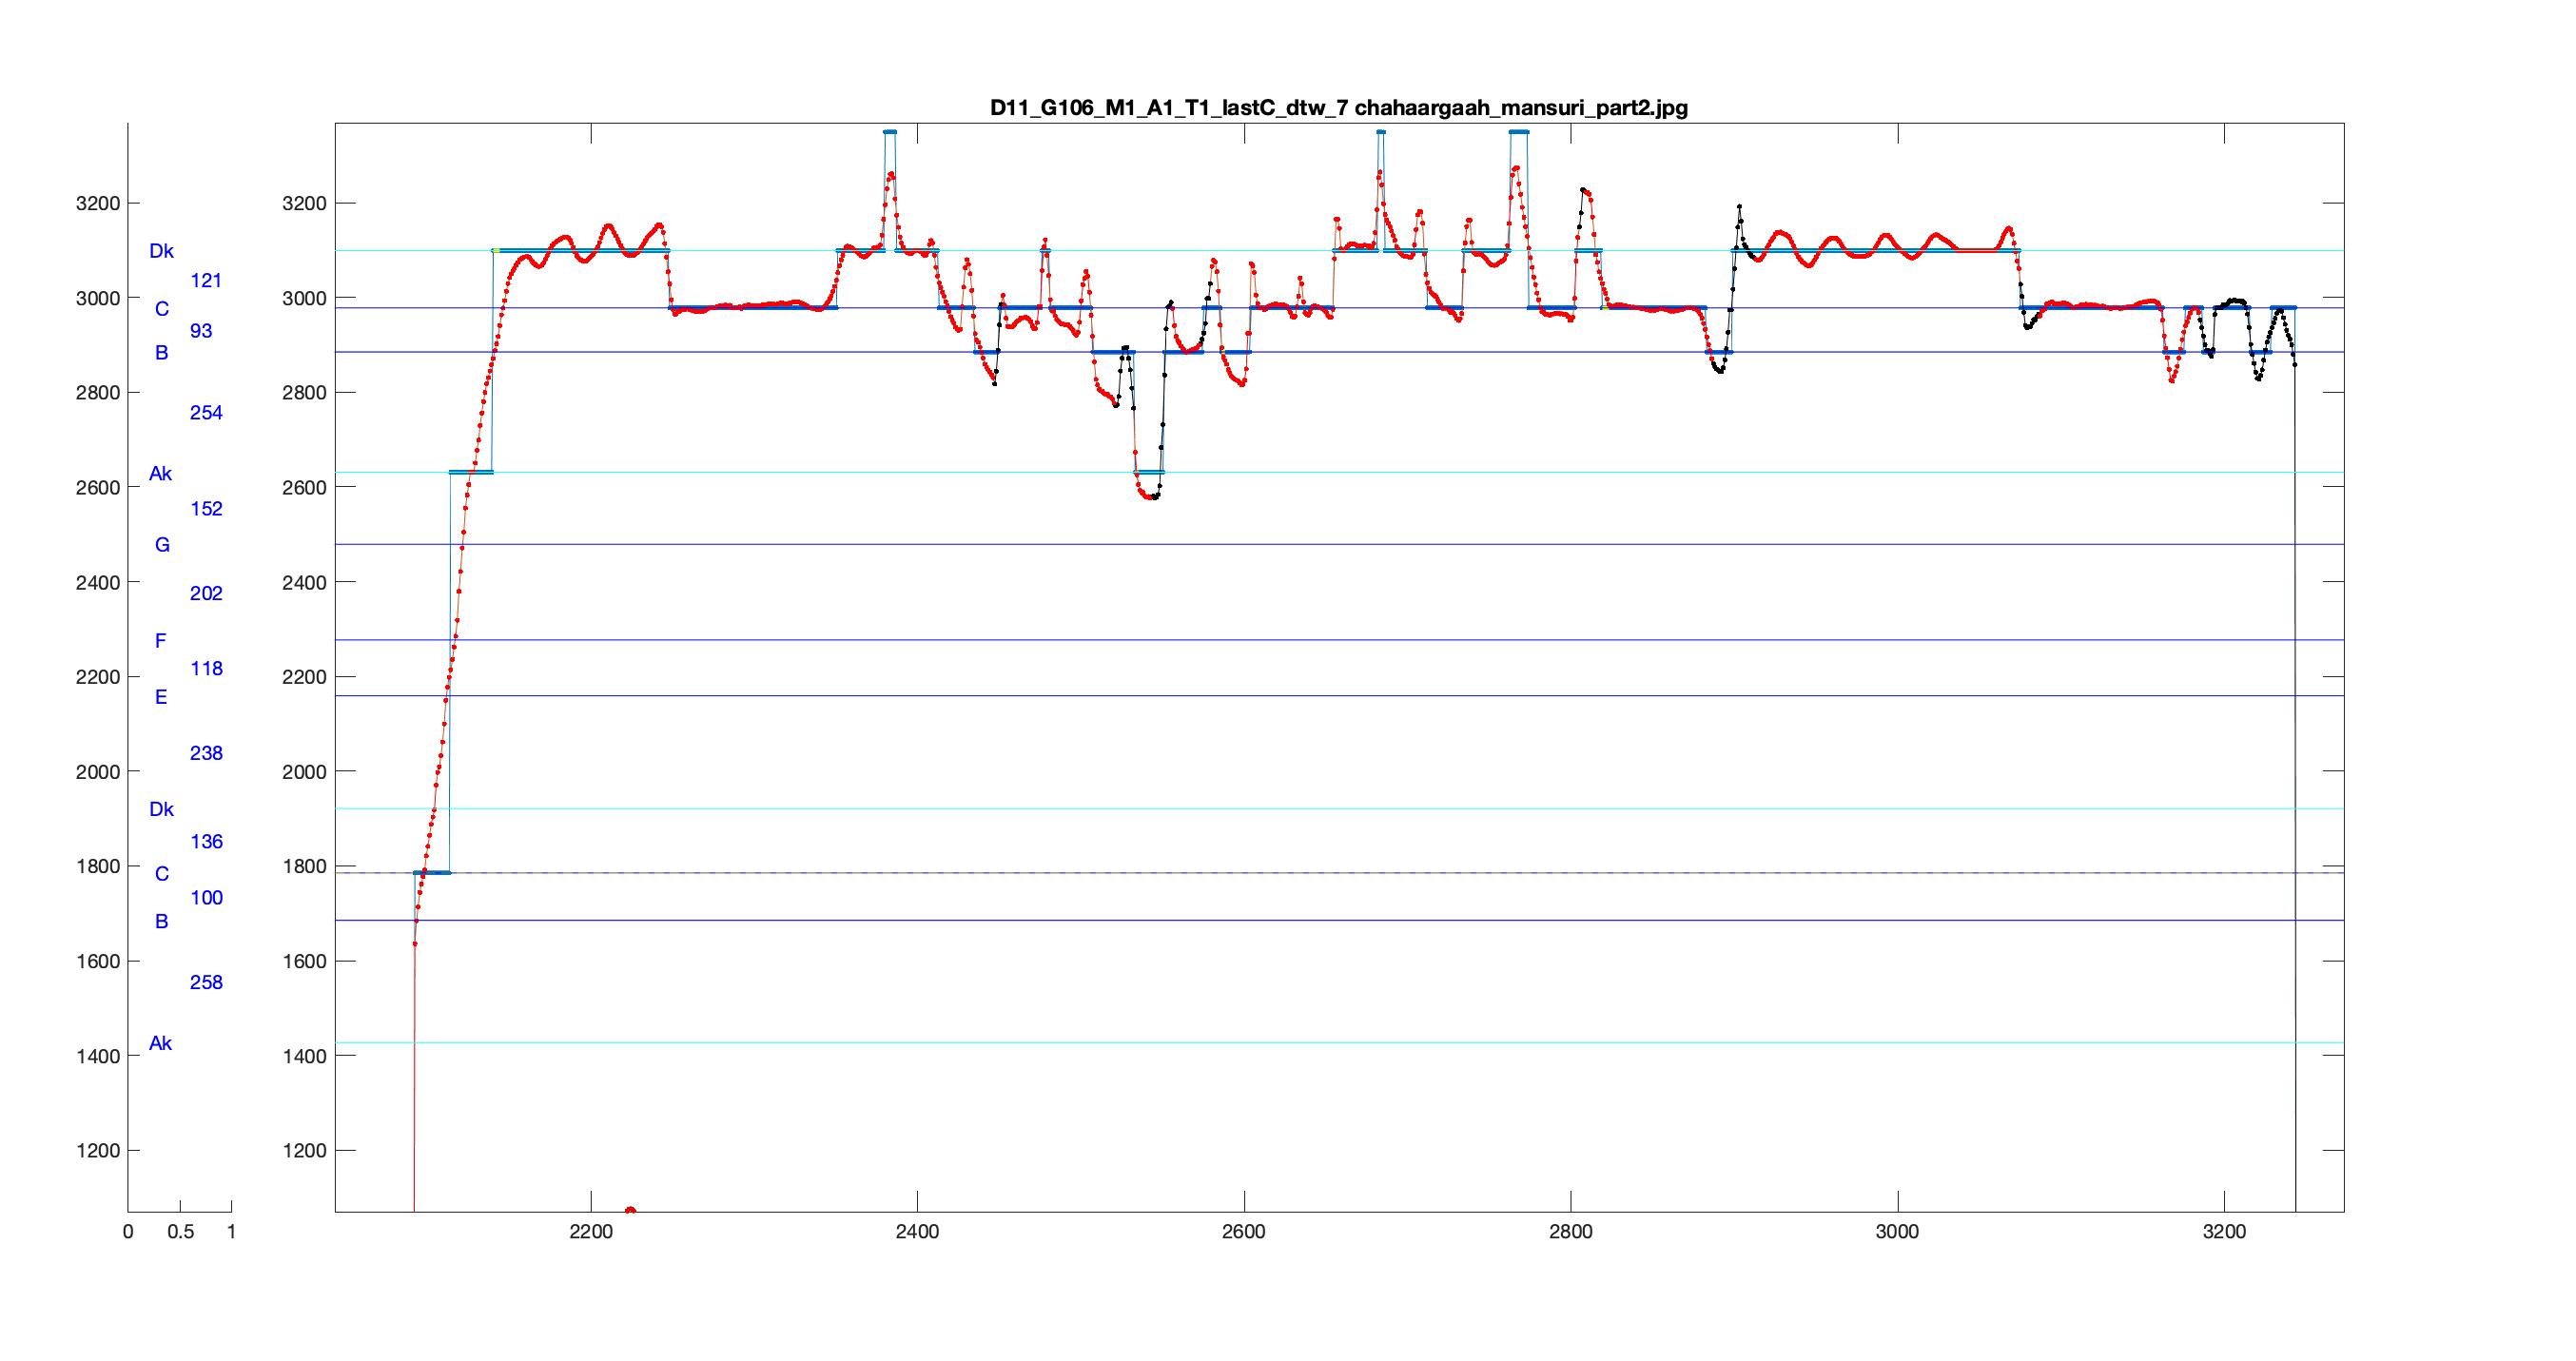 D11_G106_M1_A1_T1_lastC_dtw_7 chahaargaah_mansuri_part2.jpg
3200 3200
Dk
121
3000 3000
C
93
B
2800 2800
254
Ak
2600 2600
152
G
2400 2400
202
F
118
2200 2200
E
238
2000 2000
Dk
136
1800 C 1800
100
B
1600 1600
258
Ak
1400 1400
1200 1200
0 0.5 1 2200 2400 2600 2800 3000 3200